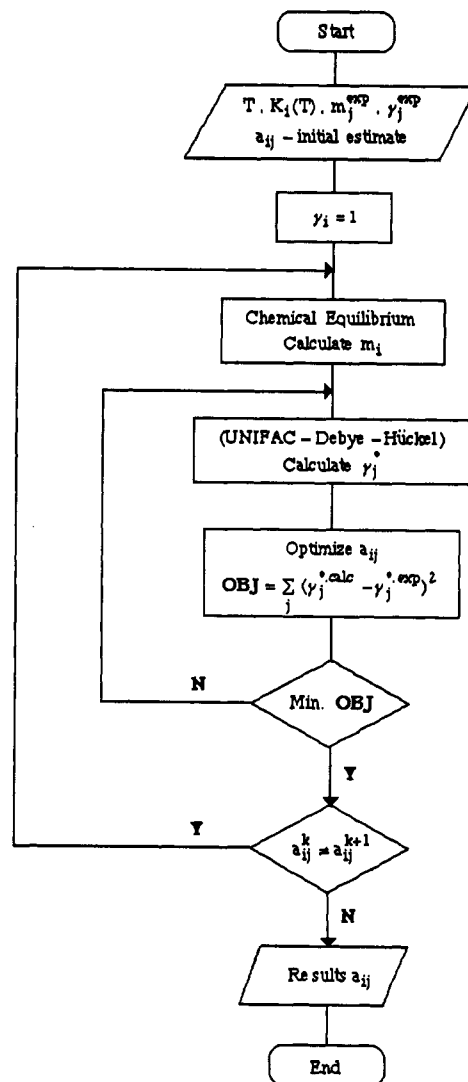 Start
T, K_i(T), m_j^exp, γ_j^exp
a_ij – initial estimate
γ_i = 1
Chemical Equilibrium
Calculate m_i
(UNIFAC – Debye – Hückel)
Calculate γ_j^*
Optimize a_ij
OBJ = ∑_j (γ_j^*,calc – γ_j^*,exp)^2
N
Min. OBJ
Y
Y
a_ij^k ≠ a_ij^k+1
N
Results a_ij
End